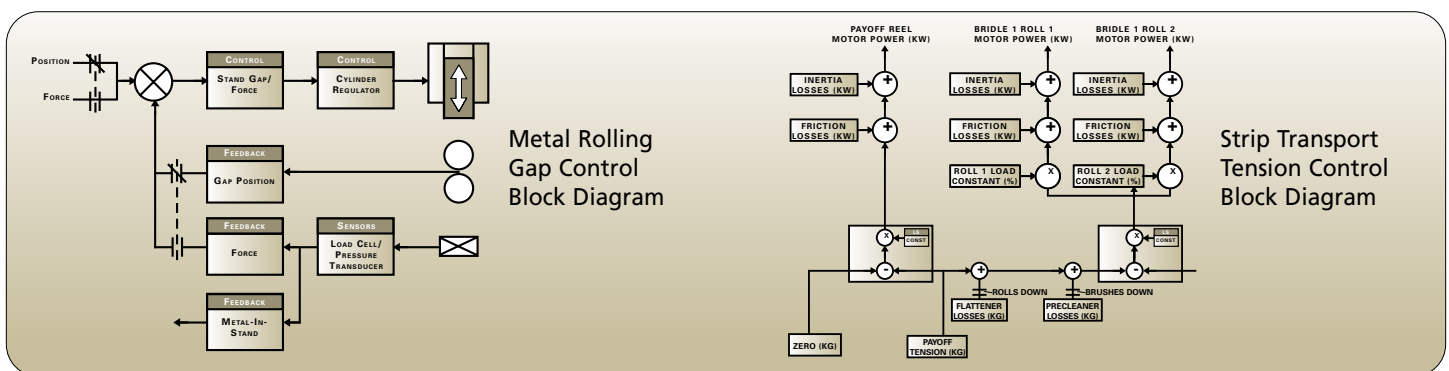 POSITION
FORCE
CONTROL
STAND GAP/
FORCE
CONTROL
CYLINDER
REGULATOR
FEEDBACK
GAP POSITION
FEEDBACK
FORCE
SENSORS
LOAD CELL/
PRESSURE
TRANSDUCER
FEEDBACK
METAL-IN-
STAND
Metal Rolling
Gap Control
Block Diagram
PAYOFF REEL
MOTOR POWER (KW)
BRIDLE 1 ROLL 1
MOTOR POWER (KW)
BRIDLE 1 ROLL 2
MOTOR POWER (KW)
INERTIA
LOSSES (KW)
+
INERTIA
LOSSES (KW)
+
INERTIA
LOSSES (KW)
+
FRICTION
LOSSES (KW)
+
FRICTION
LOSSES (KW)
+
FRICTION
LOSSES (KW)
+
ROLL 1 LOAD
CONSTANT (%)
X
ROLL 2 LOAD
CONSTANT (%)
X
X
CONST
X
CONST
-
+
+
-
ROLLS DOWN
BRUSHES DOWN
FLATTENER
LOSSES (KG)
PRECLEANER
LOSSES (KG)
ZERO (KG)
PAYOFF
TENSION (KG)
Strip Transport
Tension Control
Block Diagram